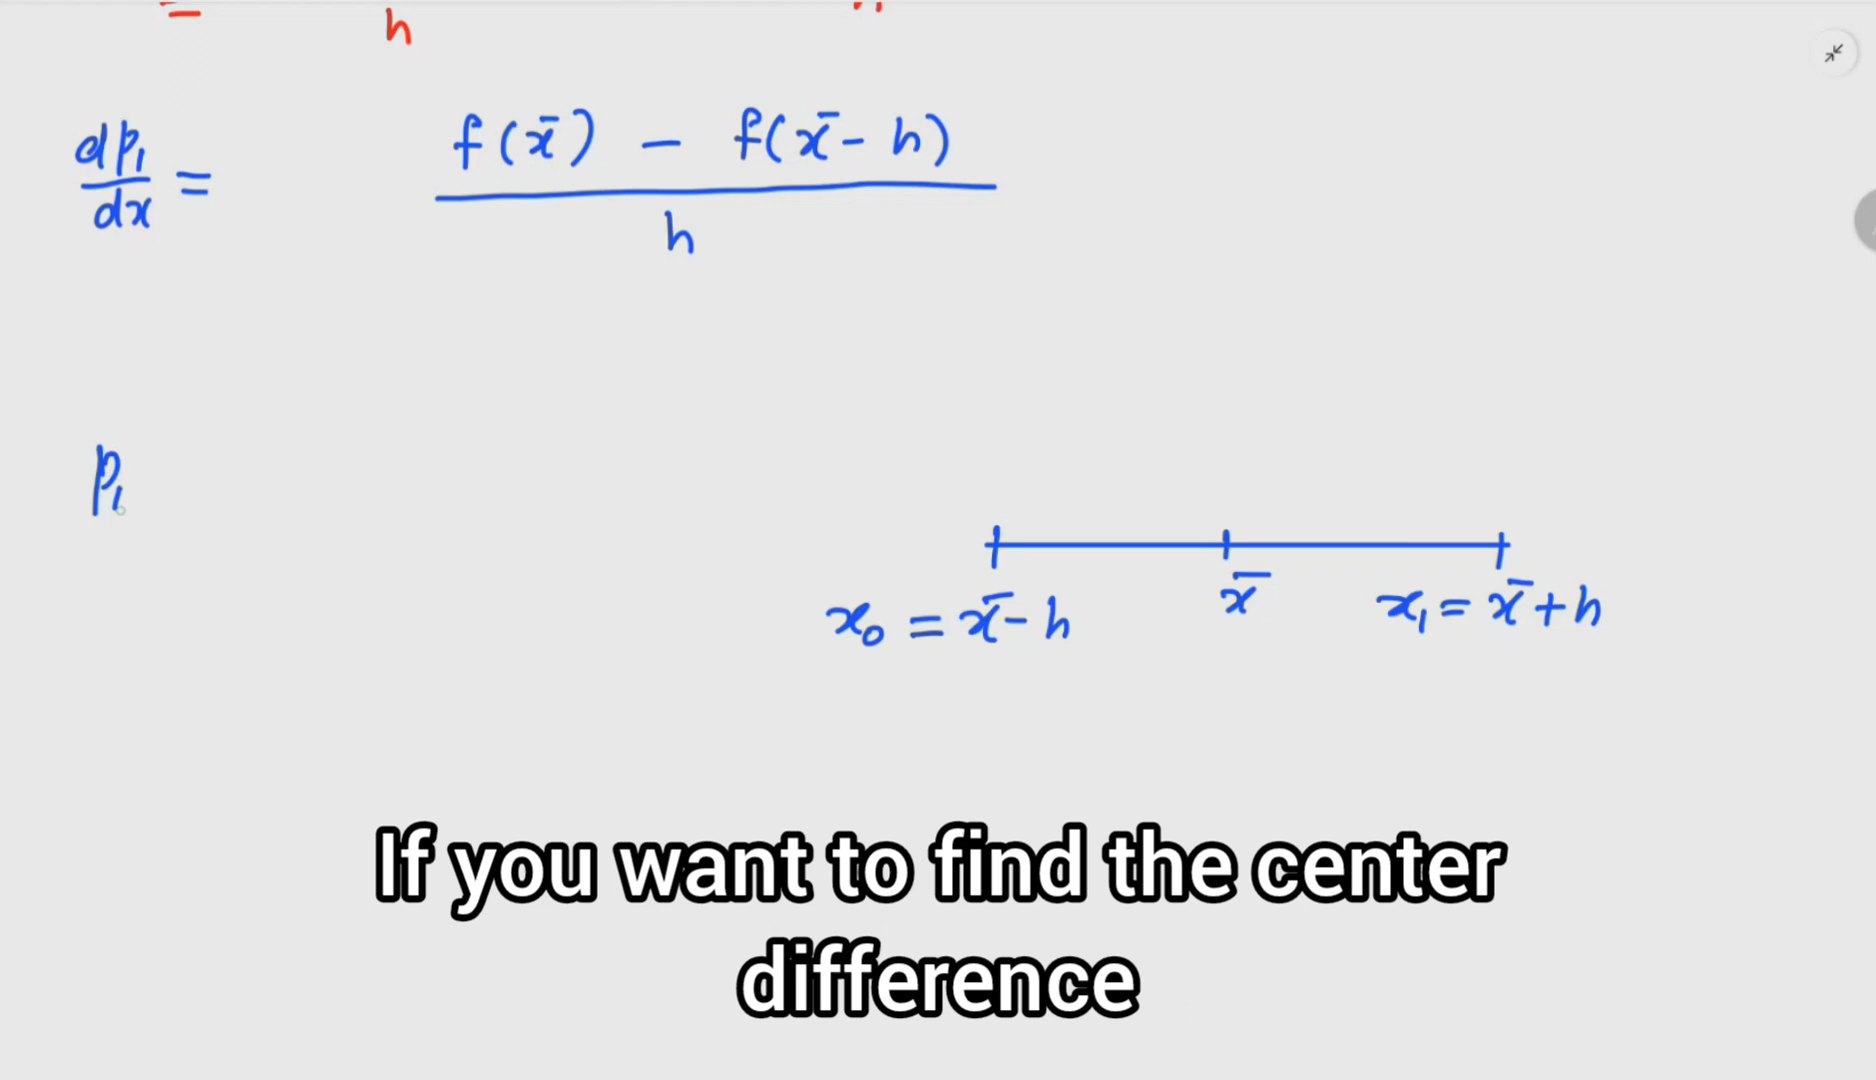 h
dp₁/dx = (f(x̄) - f(x̄ - h))/h
p₁
x₀ = x̄ - h    x̄    x₁ = x̄ + h
If you want to find the center
difference